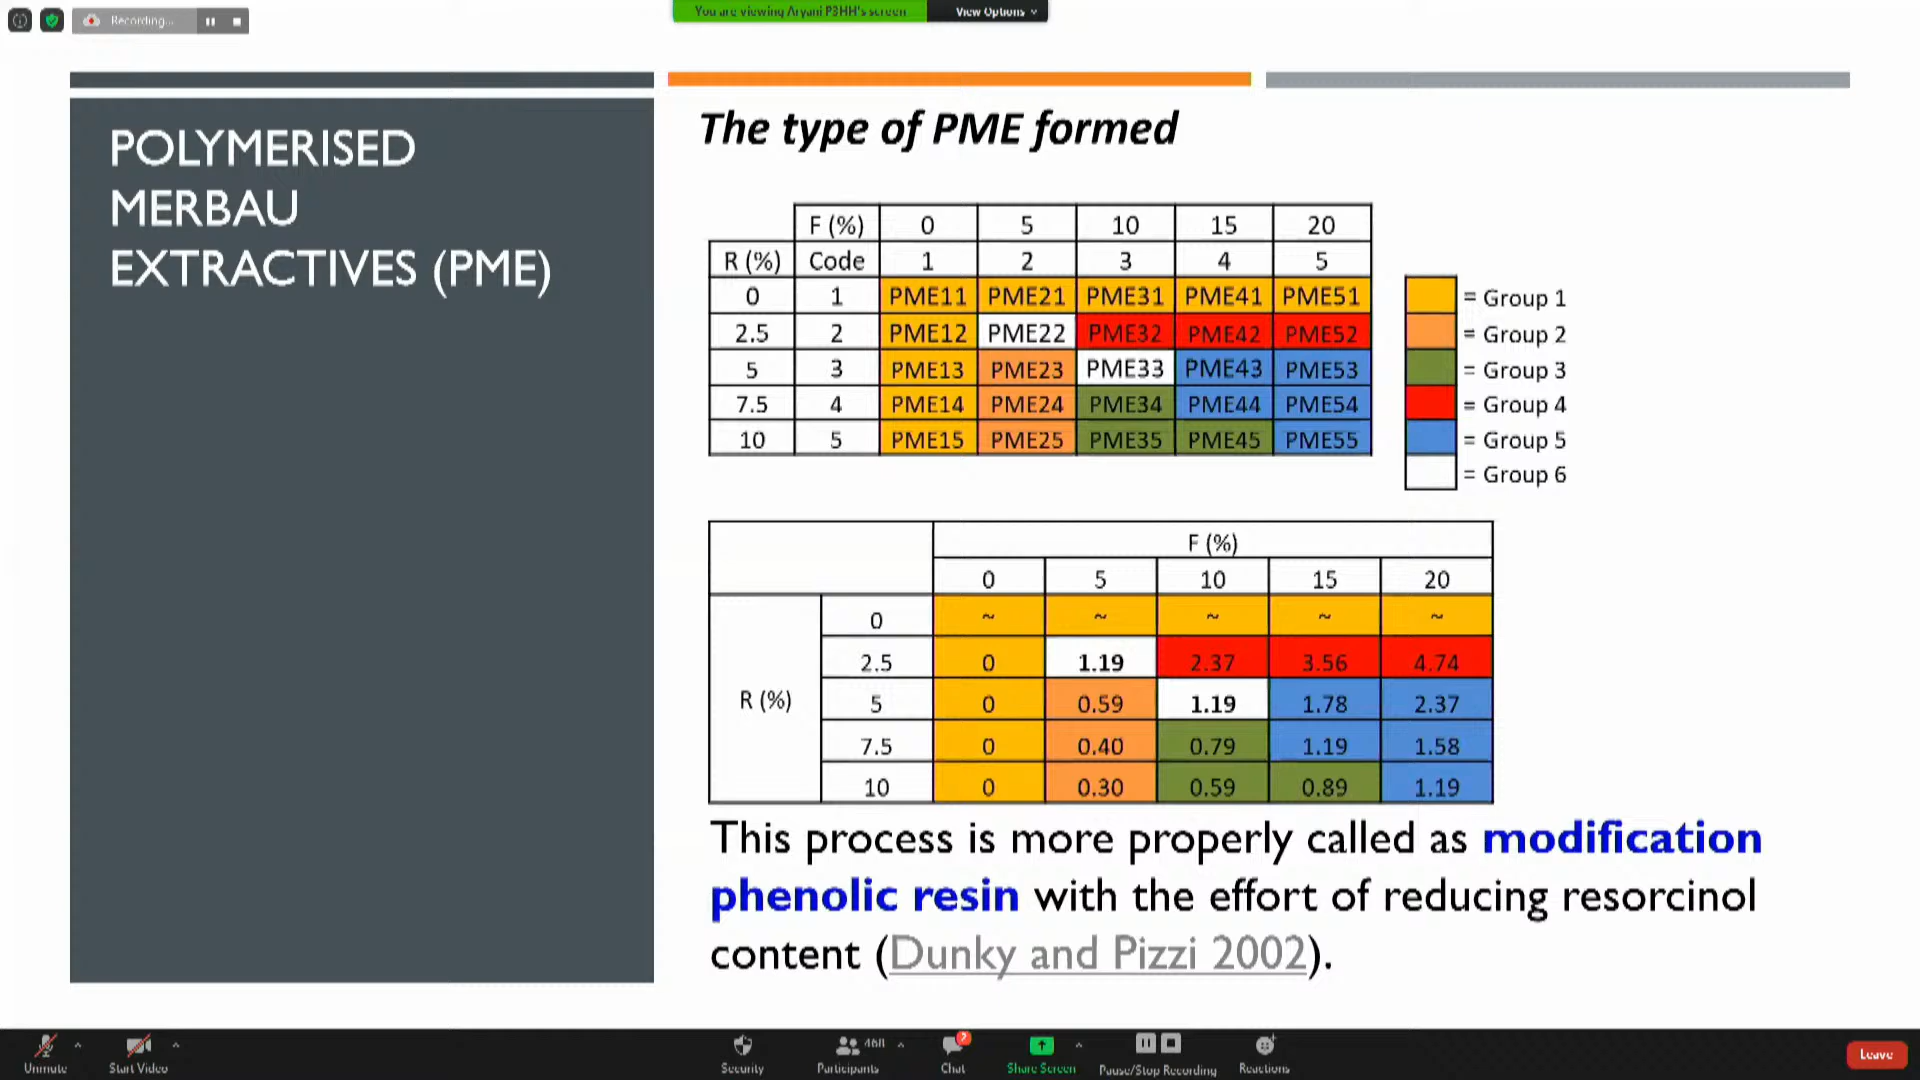 Recording...
You are viewing Aryani P3HH's screen
View Options
POLYMERISED
MERBAU
EXTRACTIVES (PME)
The type of PME formed
F (%) 0 5 10 15 20
R (%) Code 1 2 3 4 5
0 1 PME11 PME21 PME31 PME41 PME51
2.5 2 PME12 PME22 PME32 PME42 PME52
5 3 PME13 PME23 PME33 PME43 PME53
7.5 4 PME14 PME24 PME34 PME44 PME54
10 5 PME15 PME25 PME35 PME45 PME55
= Group 1
= Group 2
= Group 3
= Group 4
= Group 5
= Group 6
F (%)
0 5 10 15 20
R (%)
0 ~ ~ ~ ~ ~
2.5 0 1.19 2.37 3.56 4.74
5 0 0.59 1.19 1.78 2.37
7.5 0 0.40 0.79 1.19 1.58
10 0 0.30 0.59 0.89 1.19
This process is more properly called as modification
phenolic resin with the effort of reducing resorcinol
content (Dunky and Pizzi 2002).
Unmute
Start Video
Security
Participants
Chat
Share Screen
Pause/Stop Recording
Reactions
Leave